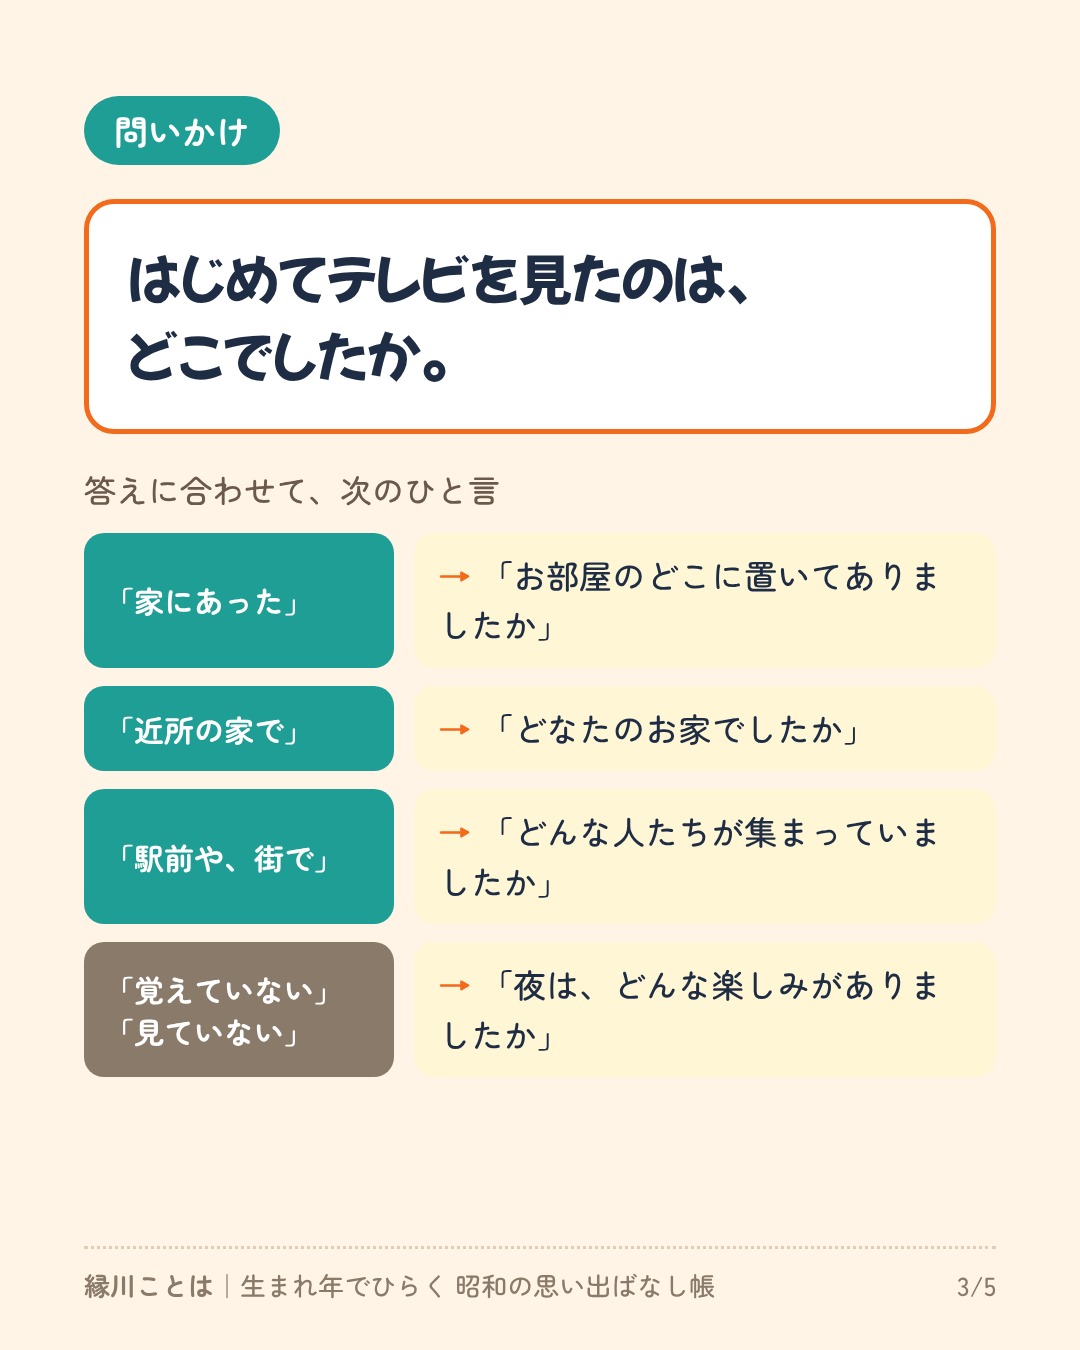 問いかけ
はじめてテレビを見たのは、
どこでしたか。
答えに合わせて、次のひと言
「家にあった」
→ 「お部屋のどこに置いてありま
したか」
「近所の家で」
→ 「どなたのお家でしたか」
「駅前や、街で」
→ 「どんな人たちが集まっていま
したか」
「覚えていない」
「見ていない」
→ 「夜は、どんな楽しみがありま
したか」
縁川ことは｜生まれ年でひらく 昭和の思い出ばなし帳
3/5